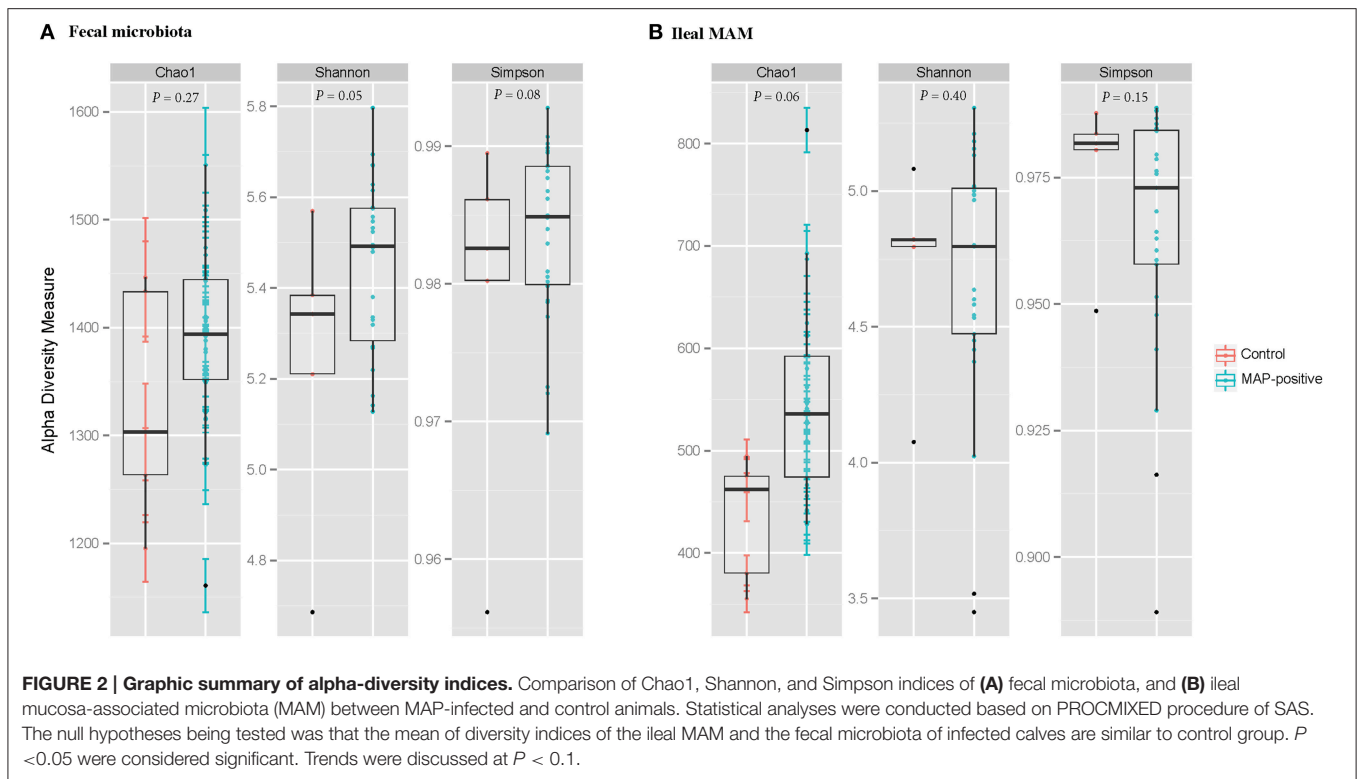 A Fecal microbiota
Chao1
Shannon
Simpson
P = 0.27
P = 0.05
P = 0.08
1600
1500
1400
1300
1200
5.8
5.6
5.4
5.2
5.0
4.8
0.99
0.98
0.97
0.96
Alpha Diversity Measure
B Ileal MAM
Chao1
Shannon
Simpson
P = 0.06
P = 0.40
P = 0.15
800
700
600
500
400
5.0
4.5
4.0
3.5
0.975
0.950
0.925
0.900
Control
MAP-positive
FIGURE 2 | Graphic summary of alpha-diversity indices. Comparison of Chao1, Shannon, and Simpson indices of (A) fecal microbiota, and (B) ileal
mucosa-associated microbiota (MAM) between MAP-infected and control animals. Statistical analyses were conducted based on PROCMIXED procedure of SAS.
The null hypotheses being tested was that the mean of diversity indices of the ileal MAM and the fecal microbiota of infected calves are similar to control group. P
<0.05 were considered significant. Trends were discussed at P < 0.1.